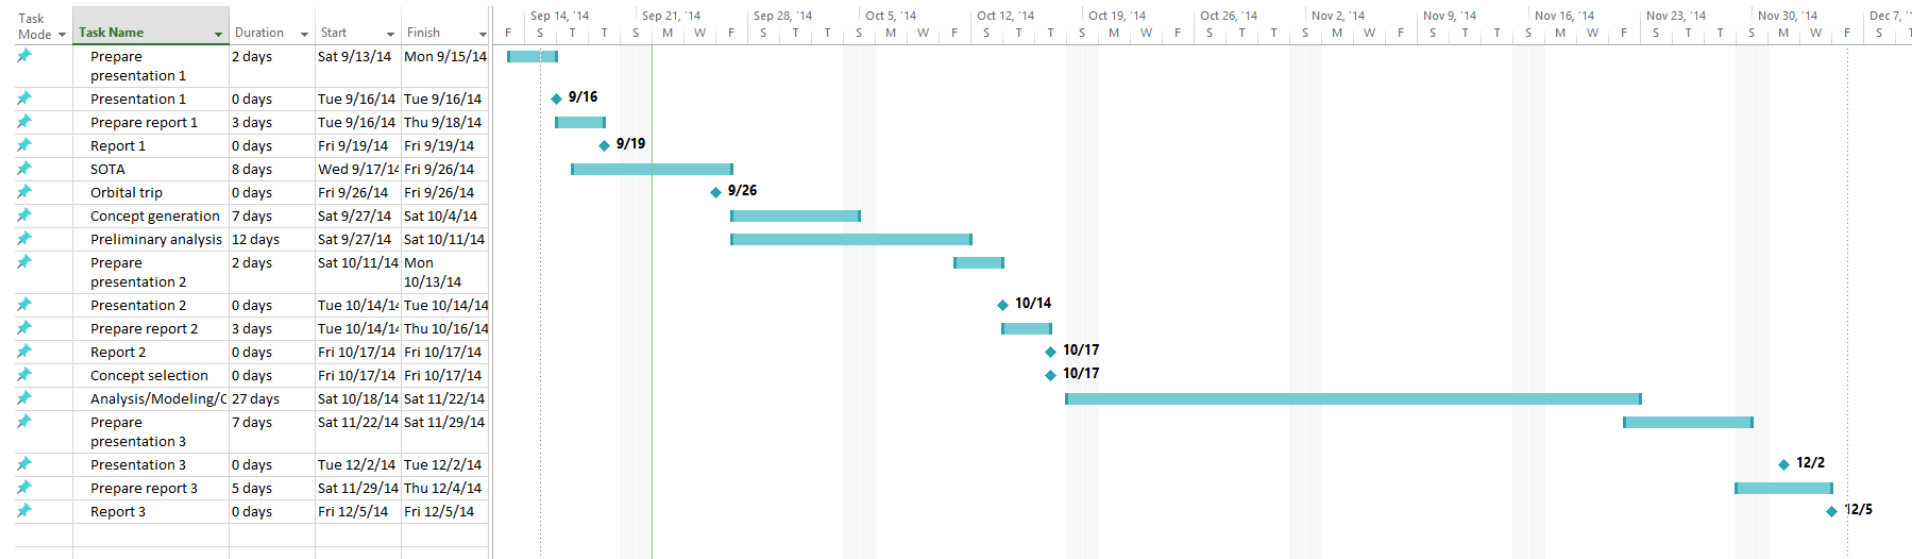 Task Mode Task Name Duration Start Finish
Sep 14, '14 Sep 21, '14 Sep 28, '14 Oct 5, '14 Oct 12, '14 Oct 19, '14 Oct 26, '14 Nov 2, '14 Nov 9, '14 Nov 16, '14 Nov 23, '14 Nov 30, '14 Dec 7, '
F S T T S M W F S T T S M W F S T T S M W F S T T S M W F S T T S M W F S T T S M W F S T
Prepare presentation 1 2 days Sat 9/13/14 Mon 9/15/14
Presentation 1 0 days Tue 9/16/14 Tue 9/16/14 9/16
Prepare report 1 3 days Tue 9/16/14 Thu 9/18/14
Report 1 0 days Fri 9/19/14 Fri 9/19/14 9/19
SOTA 8 days Wed 9/17/14 Fri 9/26/14
Orbital trip 0 days Fri 9/26/14 Fri 9/26/14 9/26
Concept generation 7 days Sat 9/27/14 Sat 10/4/14
Preliminary analysis 12 days Sat 9/27/14 Sat 10/11/14
Prepare presentation 2 2 days Sat 10/11/14 Mon 10/13/14
Presentation 2 0 days Tue 10/14/14 Tue 10/14/14 10/14
Prepare report 2 3 days Tue 10/14/14 Thu 10/16/14
Report 2 0 days Fri 10/17/14 Fri 10/17/14 10/17
Concept selection 0 days Fri 10/17/14 Fri 10/17/14 10/17
Analysis/Modeling/C 27 days Sat 10/18/14 Sat 11/22/14
Prepare presentation 3 7 days Sat 11/22/14 Sat 11/29/14
Presentation 3 0 days Tue 12/2/14 Tue 12/2/14 12/2
Prepare report 3 5 days Sat 11/29/14 Thu 12/4/14
Report 3 0 days Fri 12/5/14 Fri 12/5/14 12/5